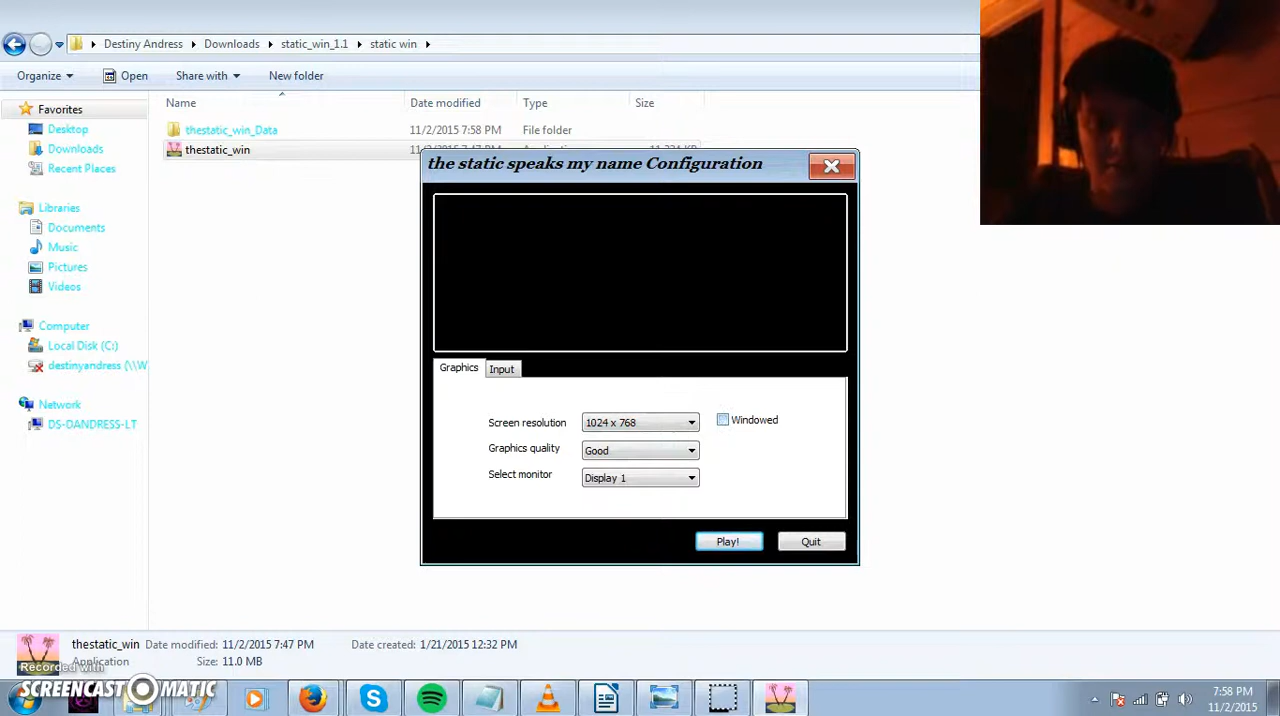 Destiny Andress Downloads static_win_1.1 static win
Organize Open Share with New folder
Name Date modified Type Size
Favorites
Desktop
Downloads
Recent Places
Libraries
Documents
Music
Pictures
Videos
Computer
Local Disk (C:)
destinyandress (\\W
Network
DS-DANDRESS-LT
thestatic_win_Data 11/2/2015 7:58 PM File folder
thestatic_win
the static speaks my name Configuration
Graphics Input
Screen resolution 1024 x 768 Windowed
Graphics quality Good
Select monitor Display 1
Play! Quit
thestatic_win Date modified: 11/2/2015 7:47 PM Date created: 1/21/2015 12:32 PM
Application Size: 11.0 MB
Recorded with
SCREENCAST MATIC
7:58 PM
11/2/2015